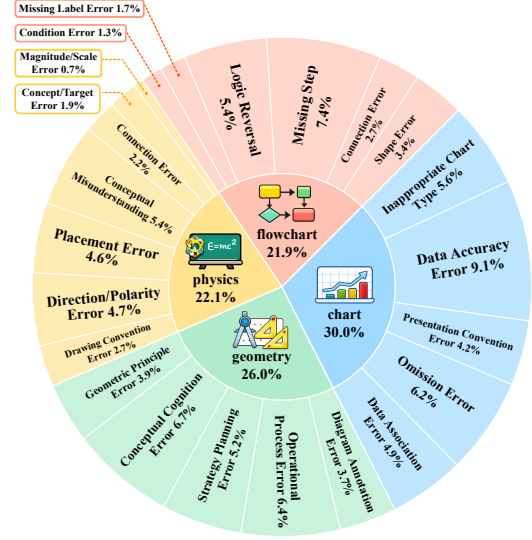 Missing Label Error 1.7%
Condition Error 1.3%
Magnitude/Scale
Error 0.7%
Concept/Target
Error 1.9%
Logic Reversal
5.4%
Missing Step
7.4%
Connection Error
2.7%
Shape Error
3.4%
Inappropriate Chart
Type 5.6%
Data Accuracy
Error 9.1%
Presentation Convention
Error 4.2%
Omission Error
6.2%
Data Association
Error 4.9%
Diagram Annotation
Error 3.7%
Operational
Process Error 6.4%
Strategy Planning
Error 5.2%
Conceptual Cognition
Error 6.7%
Geometric Principle
Error 3.9%
Drawing Convention
Error 2.7%
Direction/Polarity
Error 4.7%
Placement Error
4.6%
Conceptual
Misunderstanding 5.4%
Connection Error
2.2%
flowchart
21.9%
E=mc²
physics
22.1%
chart
30.0%
geometry
26.0%